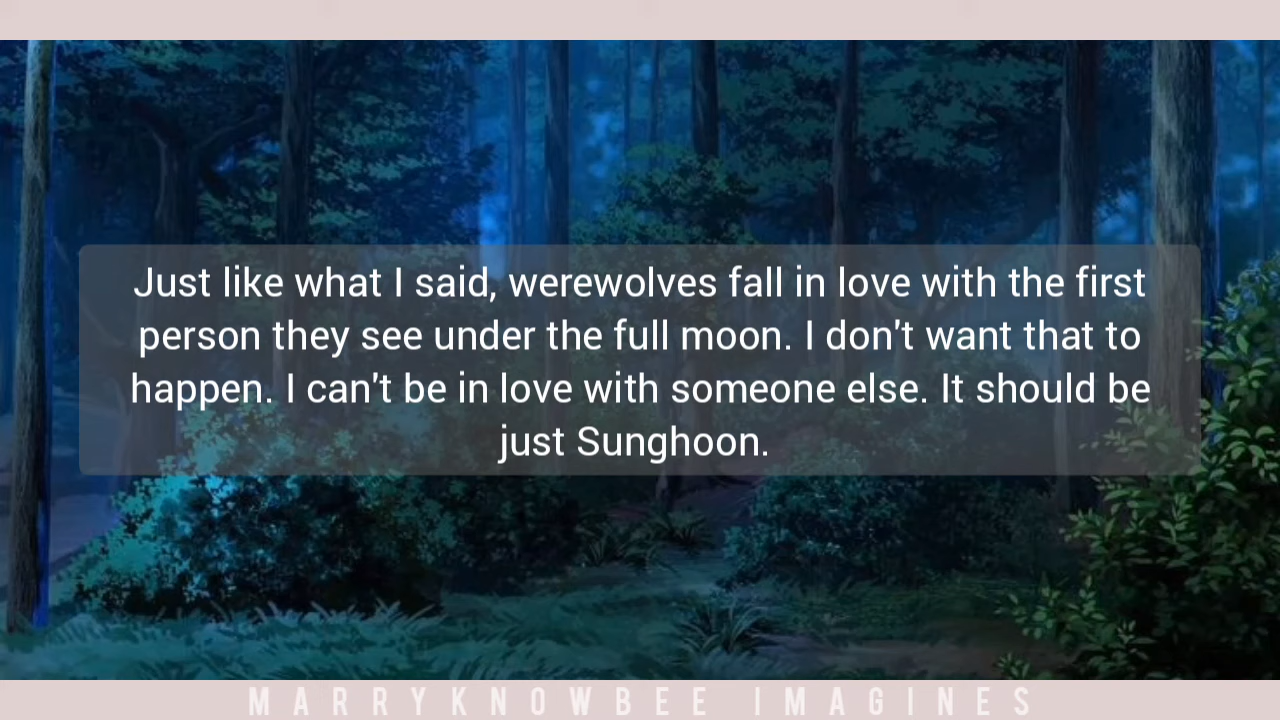 Just like what I said, werewolves fall in love with the first
person they see under the full moon. I don't want that to
happen. I can't be in love with someone else. It should be
just Sunghoon.
MARRYKNOWBEE IMAGINES